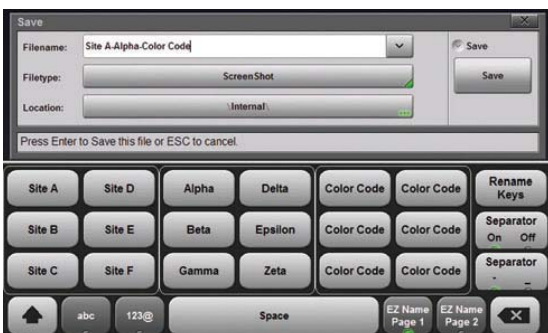 Save
Filename: Site A-Alpha-Color Code Save
Filetype: ScreenShot Save
Location: \Internal\
Press Enter to Save this file or ESC to cancel.
Site A Site D Alpha Delta Color Code Color Code Rename Keys
Site B Site E Beta Epsilon Color Code Color Code Separator On Off
Site C Site F Gamma Zeta Color Code Color Code Separator - _
abc 123@ Space EZ Name Page 1 EZ Name Page 2